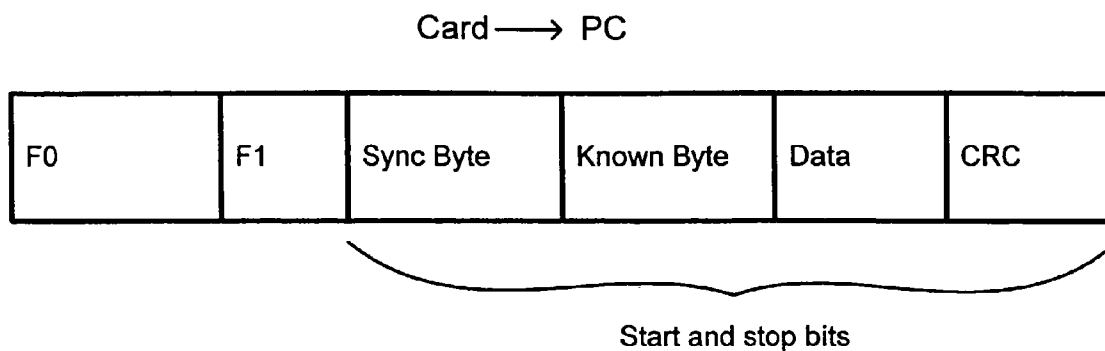 Card → PC
F0 F1 Sync Byte Known Byte Data CRC
Start and stop bits